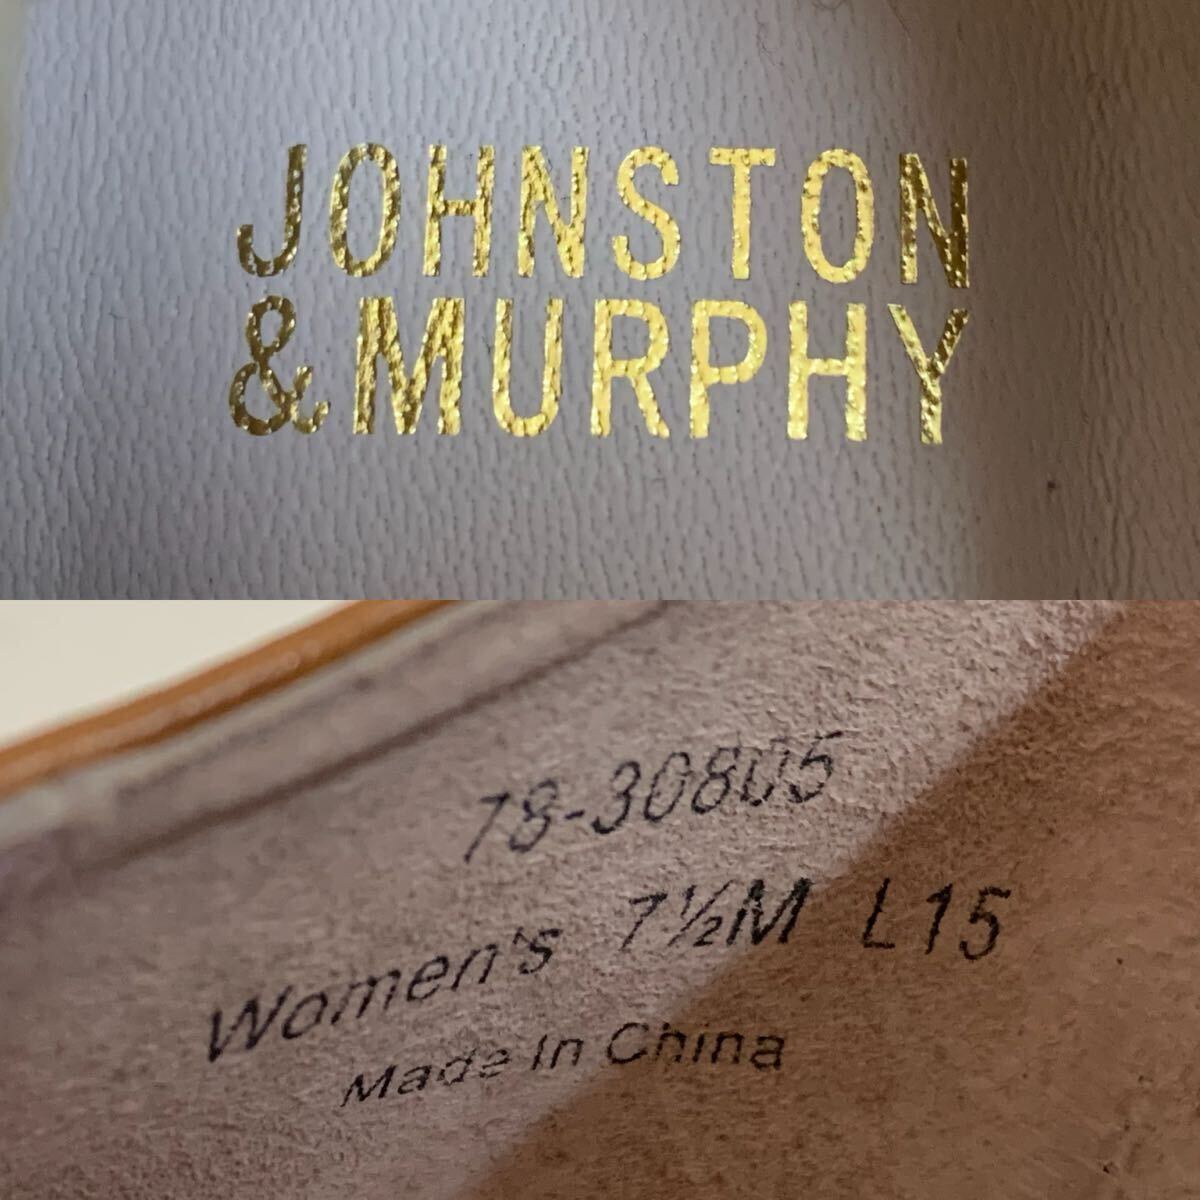 JOHNSTON
& MURPHY
78-30805
Women's 7½M L15
Made In China